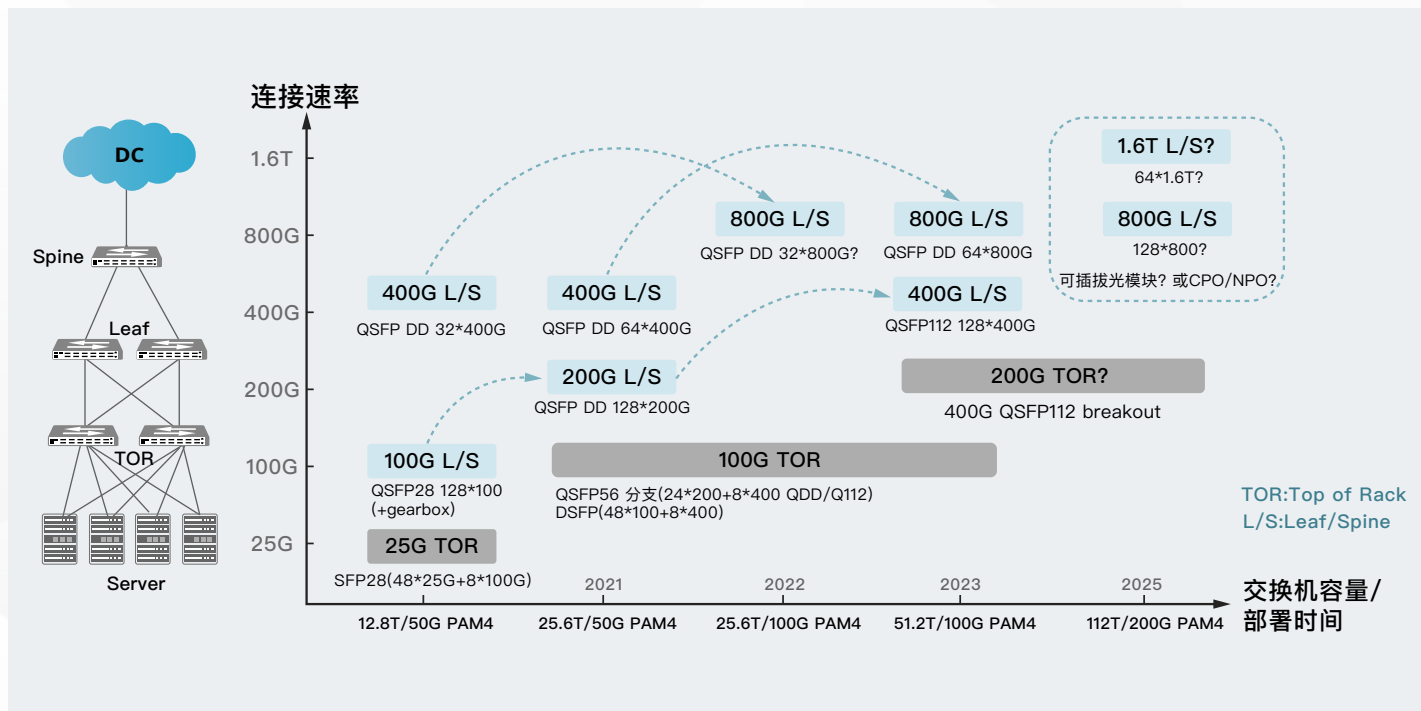 连接速率
DC
Spine
Leaf
TOR
Server
1.6T
800G
400G
200G
100G
25G
1.6T L/S?
64*1.6T?
800G L/S
QSFP DD 32*800G?
800G L/S
QSFP DD 64*800G
800G L/S
128*800?
可插拔光模块? 或CPO/NPO?
400G L/S
QSFP DD 32*400G
400G L/S
QSFP DD 64*400G
400G L/S
QSFP112 128*400G
200G L/S
QSFP DD 128*200G
200G TOR?
400G QSFP112 breakout
100G L/S
QSFP28 128*100
(+gearbox)
100G TOR
QSFP56 分支(24*200+8*400 QDD/Q112)
DSFP(48*100+8*400)
25G TOR
SFP28(48*25G+8*100G)
TOR:Top of Rack
L/S:Leaf/Spine
2021
2022
2023
2025
12.8T/50G PAM4
25.6T/50G PAM4
25.6T/100G PAM4
51.2T/100G PAM4
112T/200G PAM4
交换机容量/
部署时间